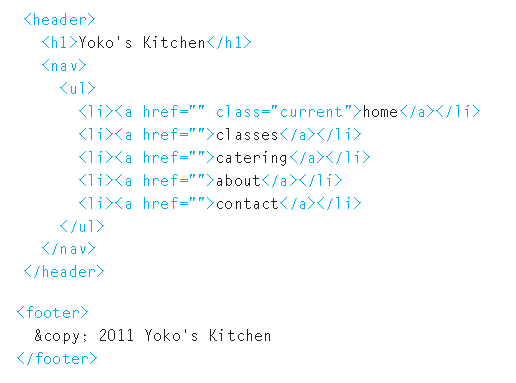 <header>
<h1>Yoko's Kitchen</h1>
<nav>
<ul>
<li><a href="" class="current">home</a></li>
<li><a href="">classes</a></li>
<li><a href="">catering</a></li>
<li><a href="">about</a></li>
<li><a href="">contact</a></li>
</ul>
</nav>
</header>
<footer>
&copy; 2011 Yoko's Kitchen
</footer>